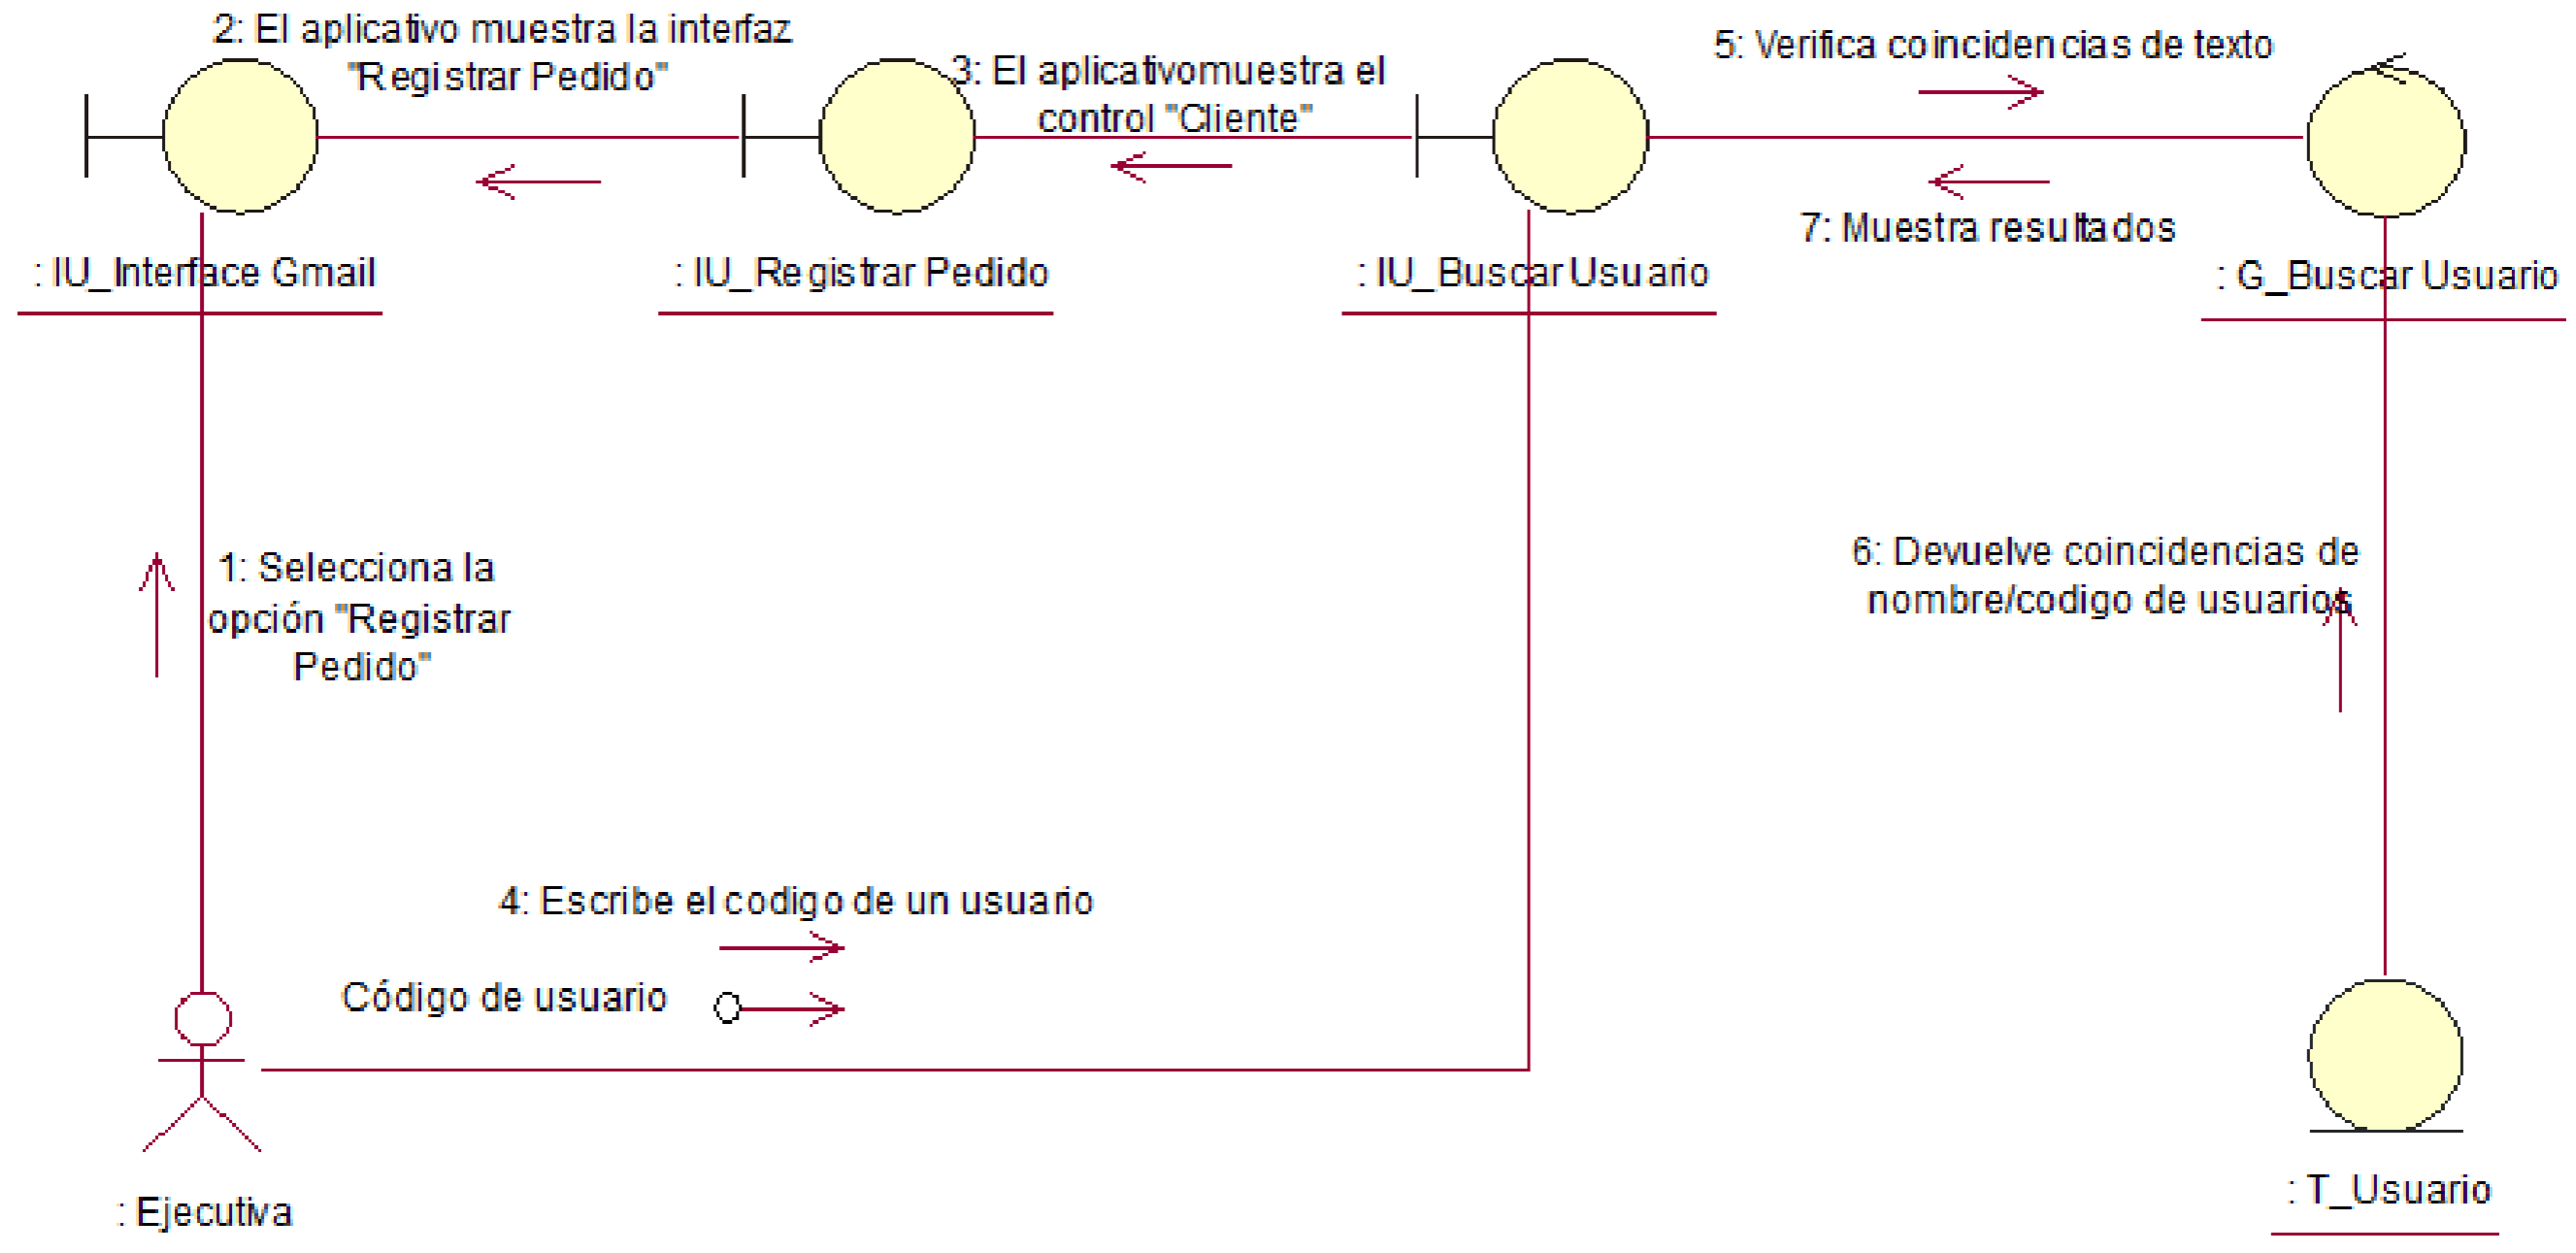 2: El aplicativo muestra la interfaz
"Registrar Pedido"
3: El aplicativomuestra el
control "Cliente"
5: Verifica coincidencias de texto
7: Muestra resultados
: IU_Interface Gmail
: IU_Registrar Pedido
: IU_Buscar Usuario
: G_Buscar Usuario
1: Selecciona la
opción "Registrar
Pedido"
6: Devuelve coincidencias de
nombre/codigo de usuarios
4: Escribe el codigo de un usuario
Código de usuario
: Ejecutiva
: T_Usuario